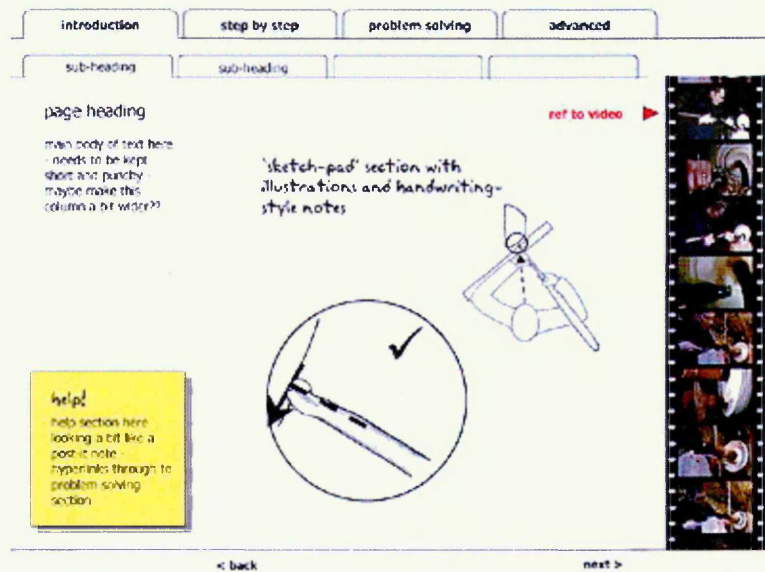 introduction
step by step
problem solving
advanced
sub-heading
sub-heading
page heading
ref to video
main body of text here
- needs to be kept
short and punchy -
maybe make this
column a bit wider??
'sketch-pad' section with
illustrations and handwriting-
style notes
help!
help section here
looking a bit like a
post-it note -
hyperlinks through to
problem solving
section
< back
next >